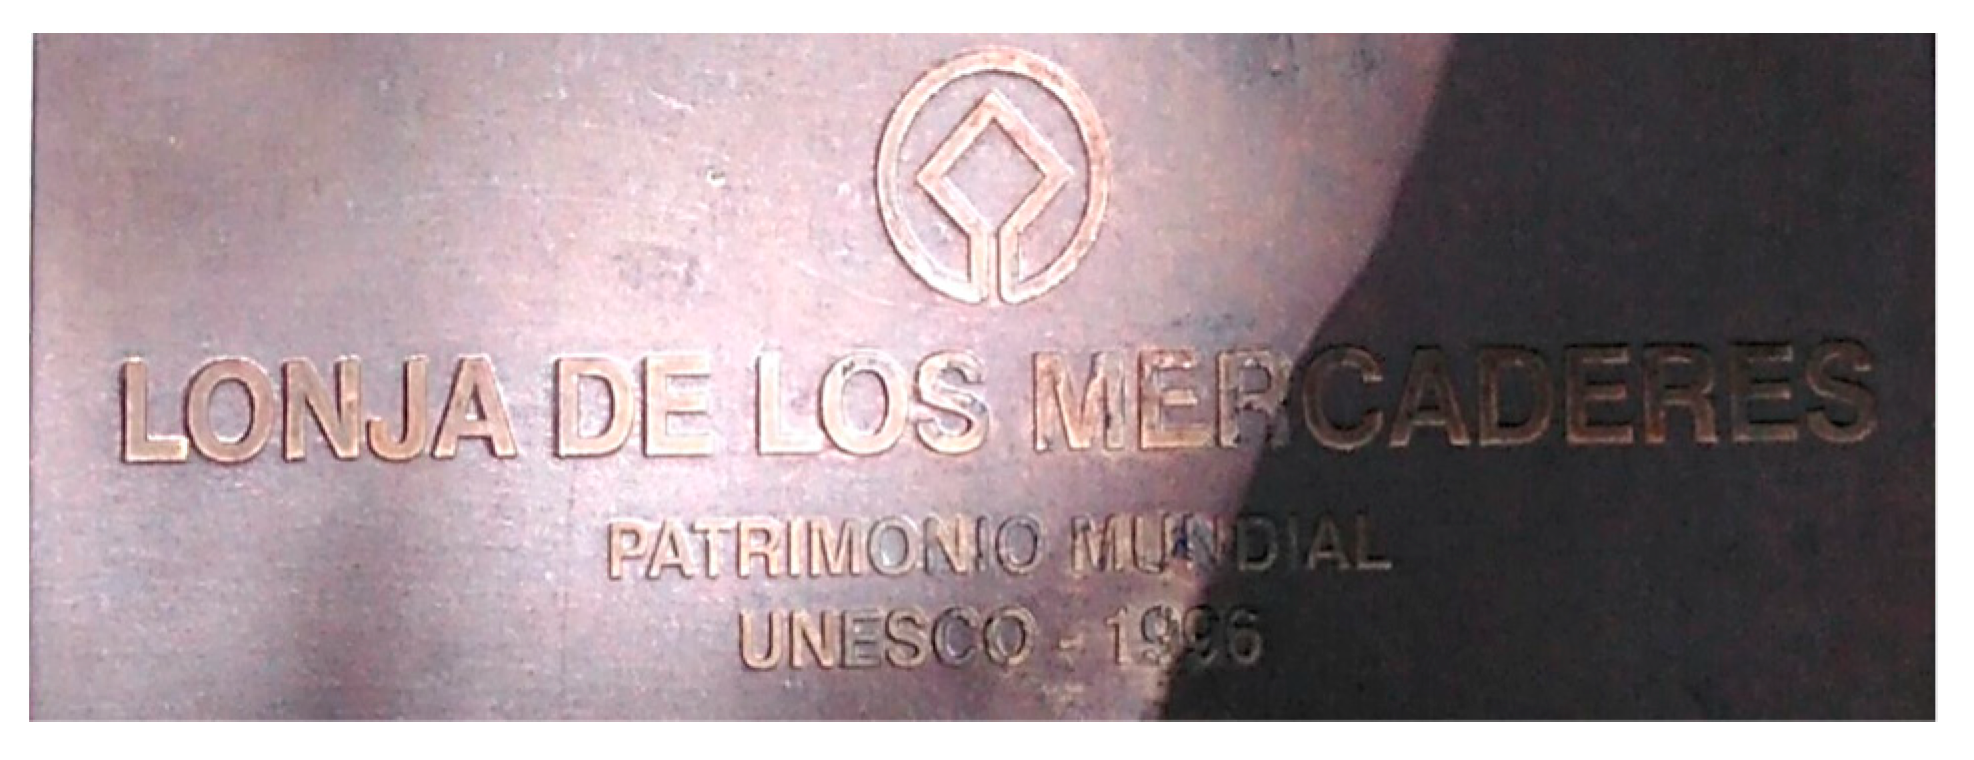 LONJA DE LOS MERCADERES
PATRIMONIO MUNDIAL
UNESCO - 1996